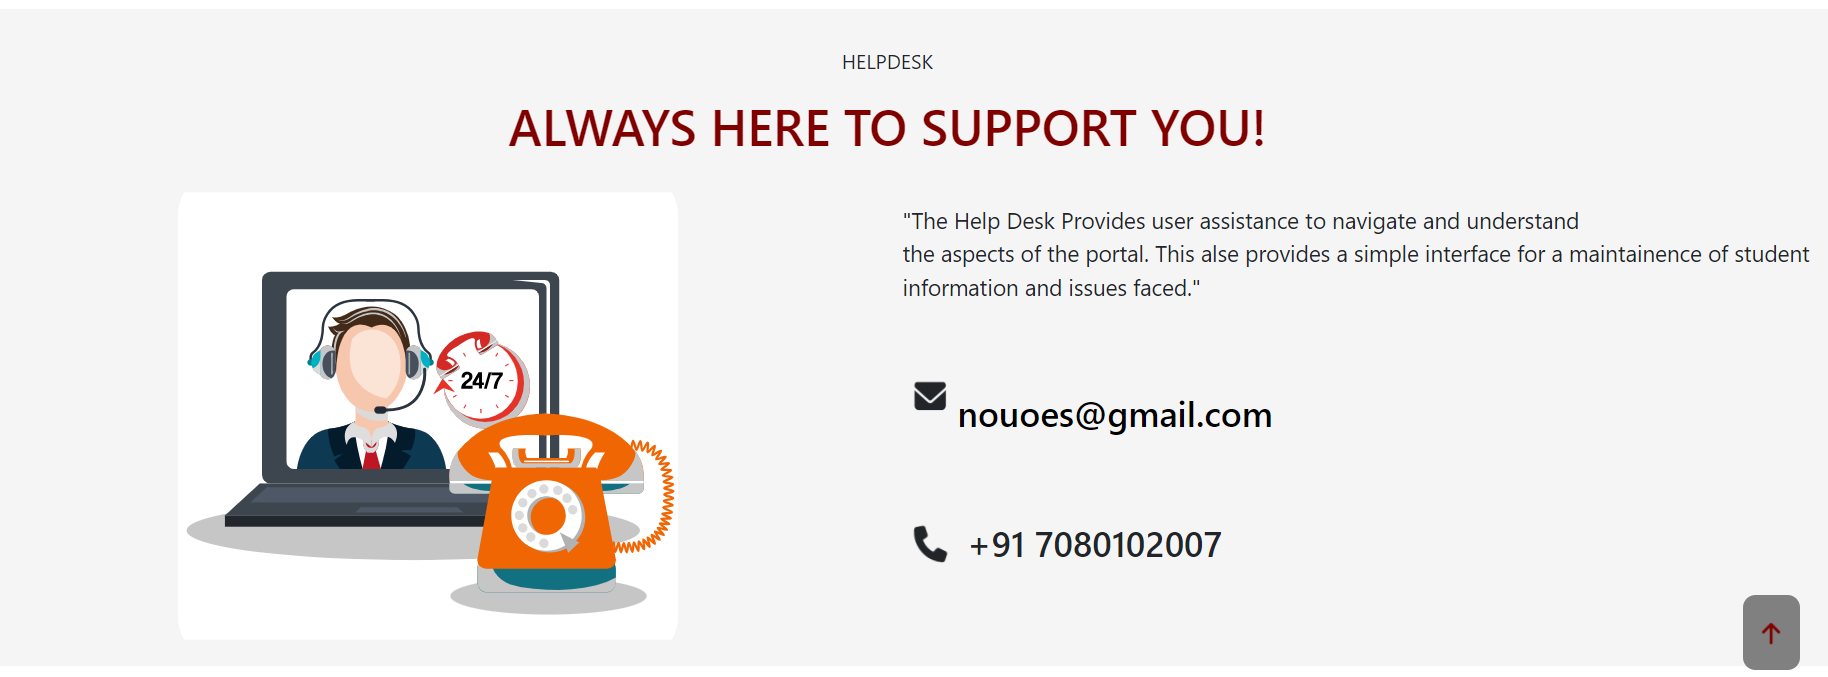 HELPDESK
ALWAYS HERE TO SUPPORT YOU!
"The Help Desk Provides user assistance to navigate and understand
the aspects of the portal. This alse provides a simple interface for a maintainence of student
information and issues faced."
24/7
nouoes@gmail.com
+91 7080102007